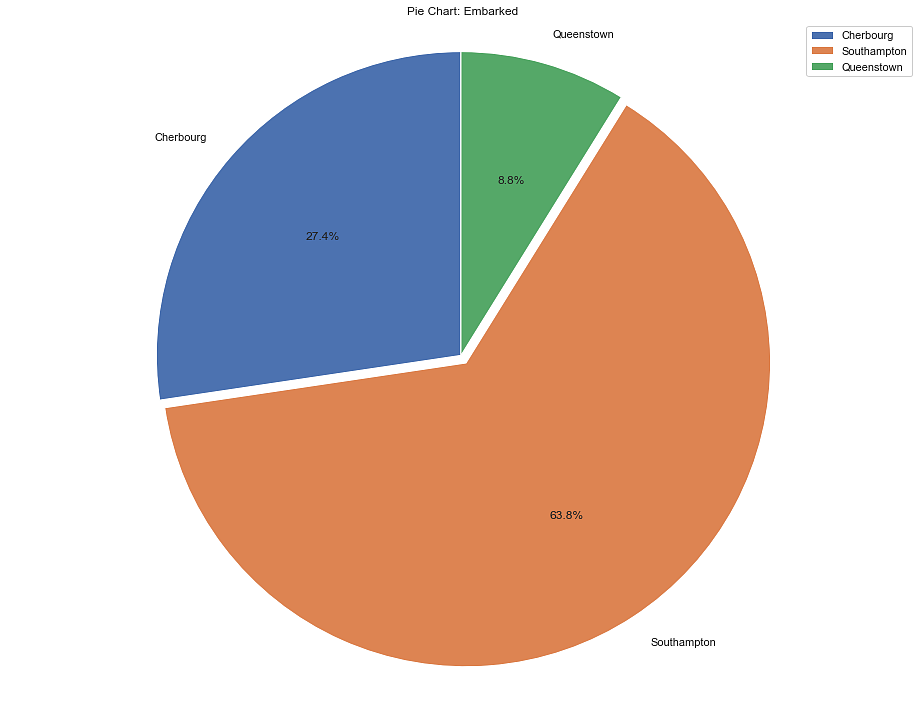 Pie Chart: Embarked
Queenstown
Cherbourg
Southampton
Queenstown
Cherbourg
8.8%
27.4%
63.8%
Southampton